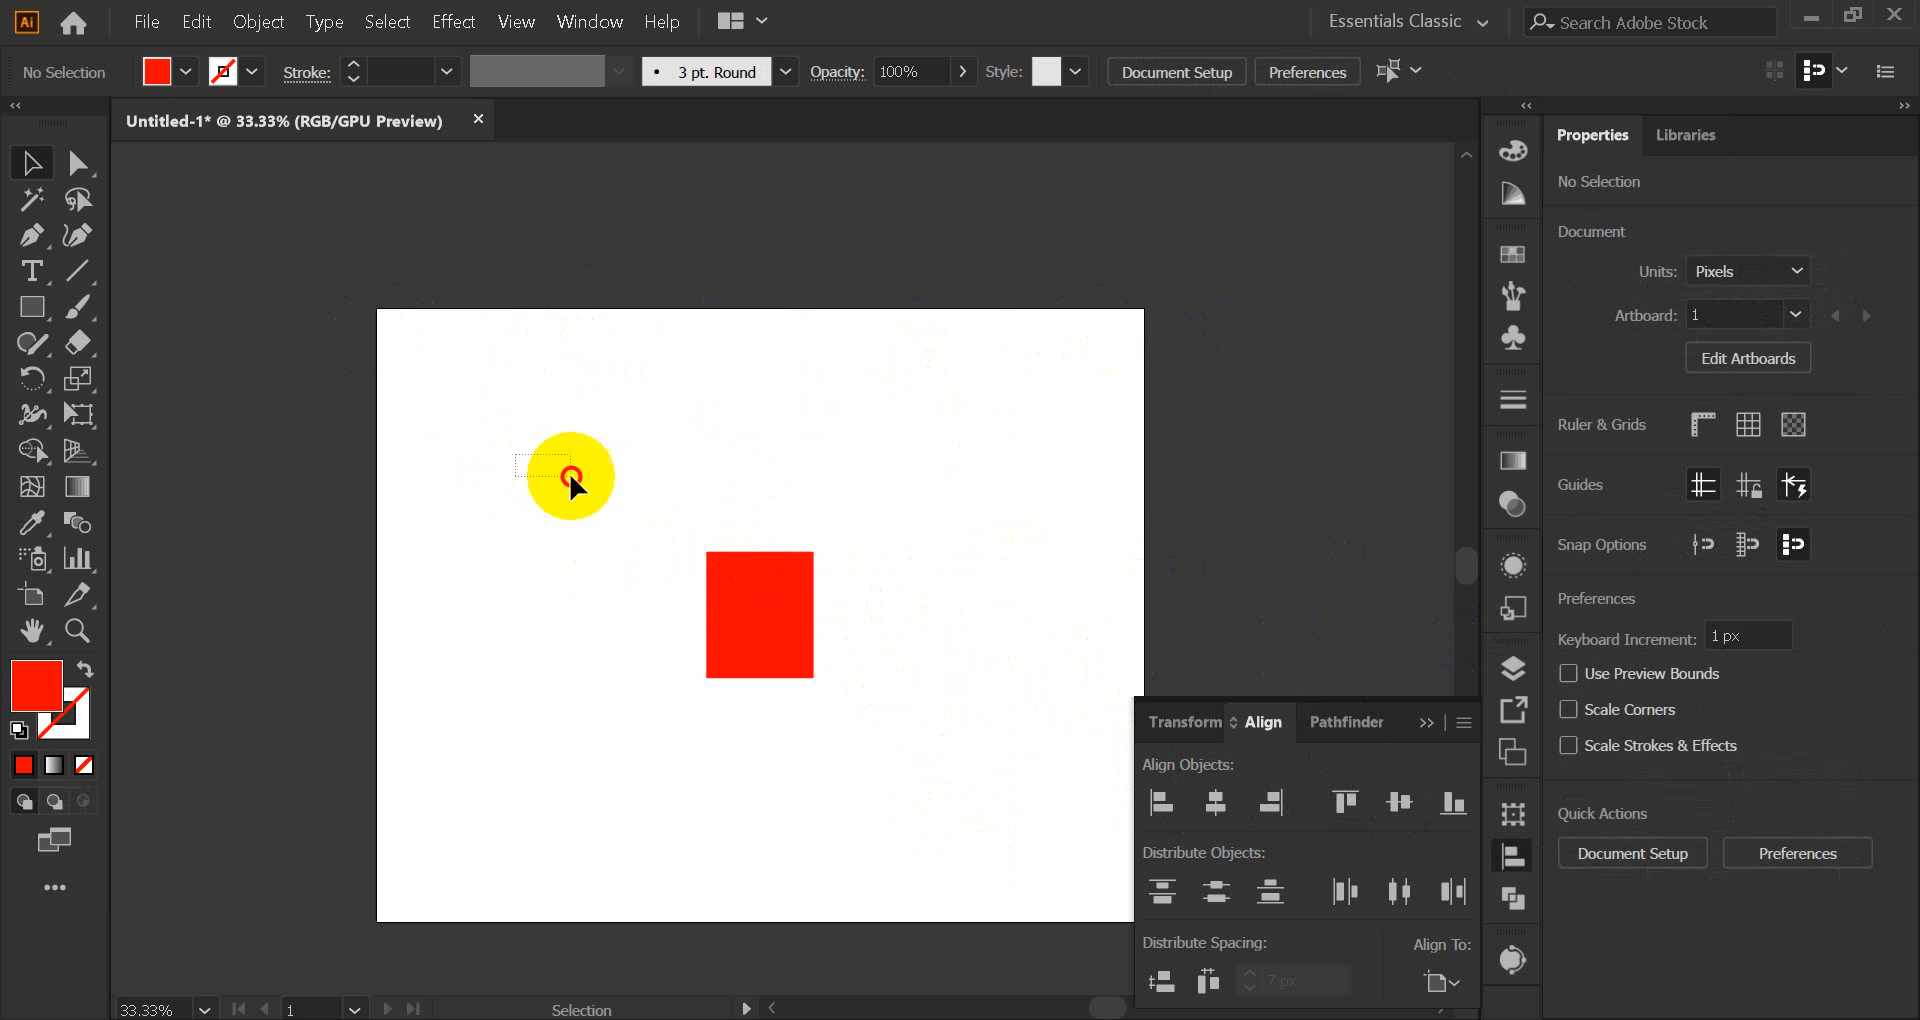 Ai File Edit Object Type Select Effect View Window Help Essentials Classic Search Adobe Stock
No Selection Stroke: 3 pt. Round Opacity: 100% Style: Document Setup Preferences
Untitled-1* @ 33.33% (RGB/GPU Preview)
Properties Libraries
No Selection
Document
Units: Pixels
Artboard: 1
Edit Artboards
Ruler & Grids
Guides
Snap Options
Preferences
Keyboard Increment: 1 px
Use Preview Bounds
Scale Corners
Scale Strokes & Effects
Quick Actions
Document Setup Preferences
Transform Align Pathfinder
Align Objects:
Distribute Objects:
Distribute Spacing: Align To:
7 px
33.33% 1 Selection